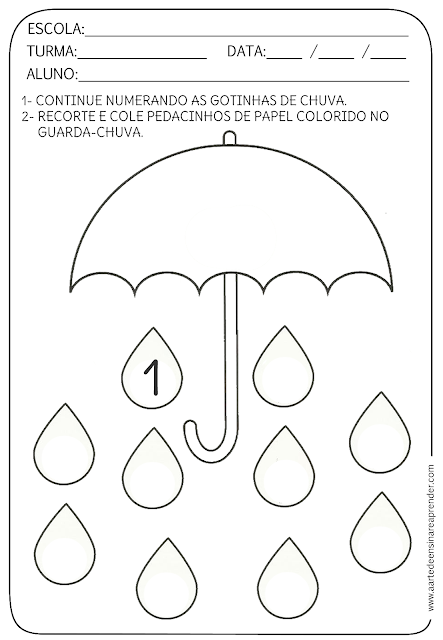 ESCOLA:
TURMA: DATA: / /
ALUNO:
1- CONTINUE NUMERANDO AS GOTINHAS DE CHUVA.
2- RECORTE E COLE PEDACINHOS DE PAPEL COLORIDO NO
GUARDA-CHUVA.
1
www.aartedeensinareaprender.com